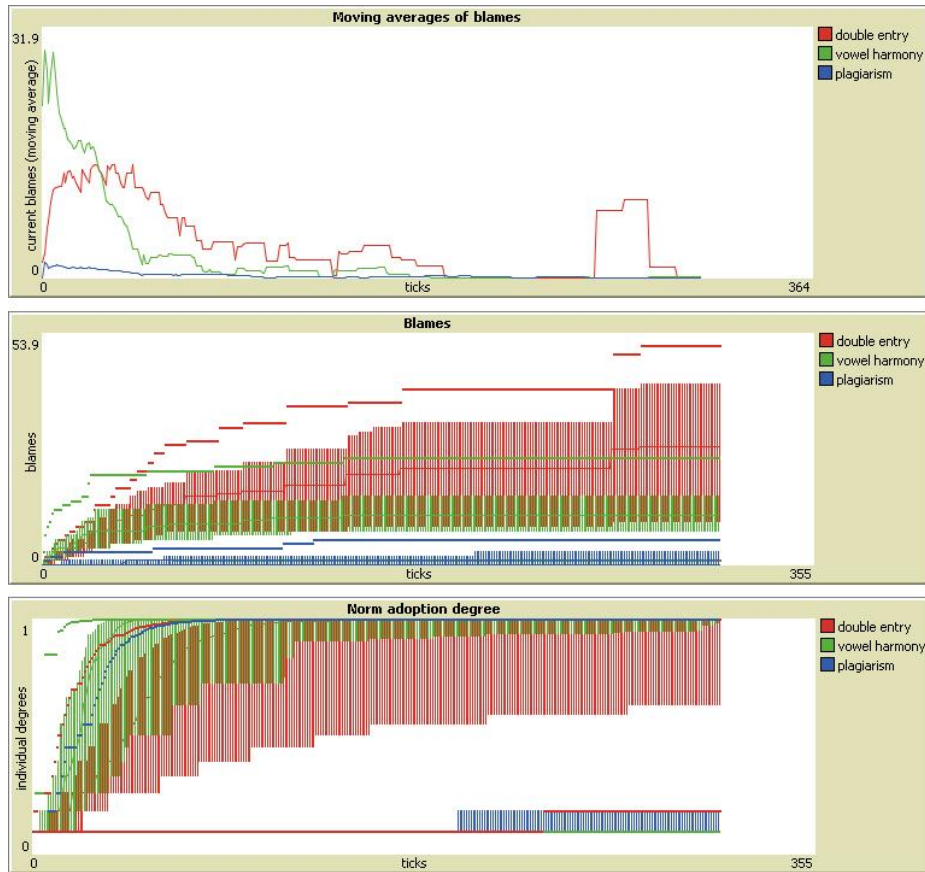 Moving averages of blames
31.9
current blames (moving average)
0
0
ticks
364
double entry
vowel harmony
plagiarism
Blames
53.9
blames
0
0
ticks
355
double entry
vowel harmony
plagiarism
Norm adoption degree
1
individual degrees
0
0
ticks
355
double entry
vowel harmony
plagiarism